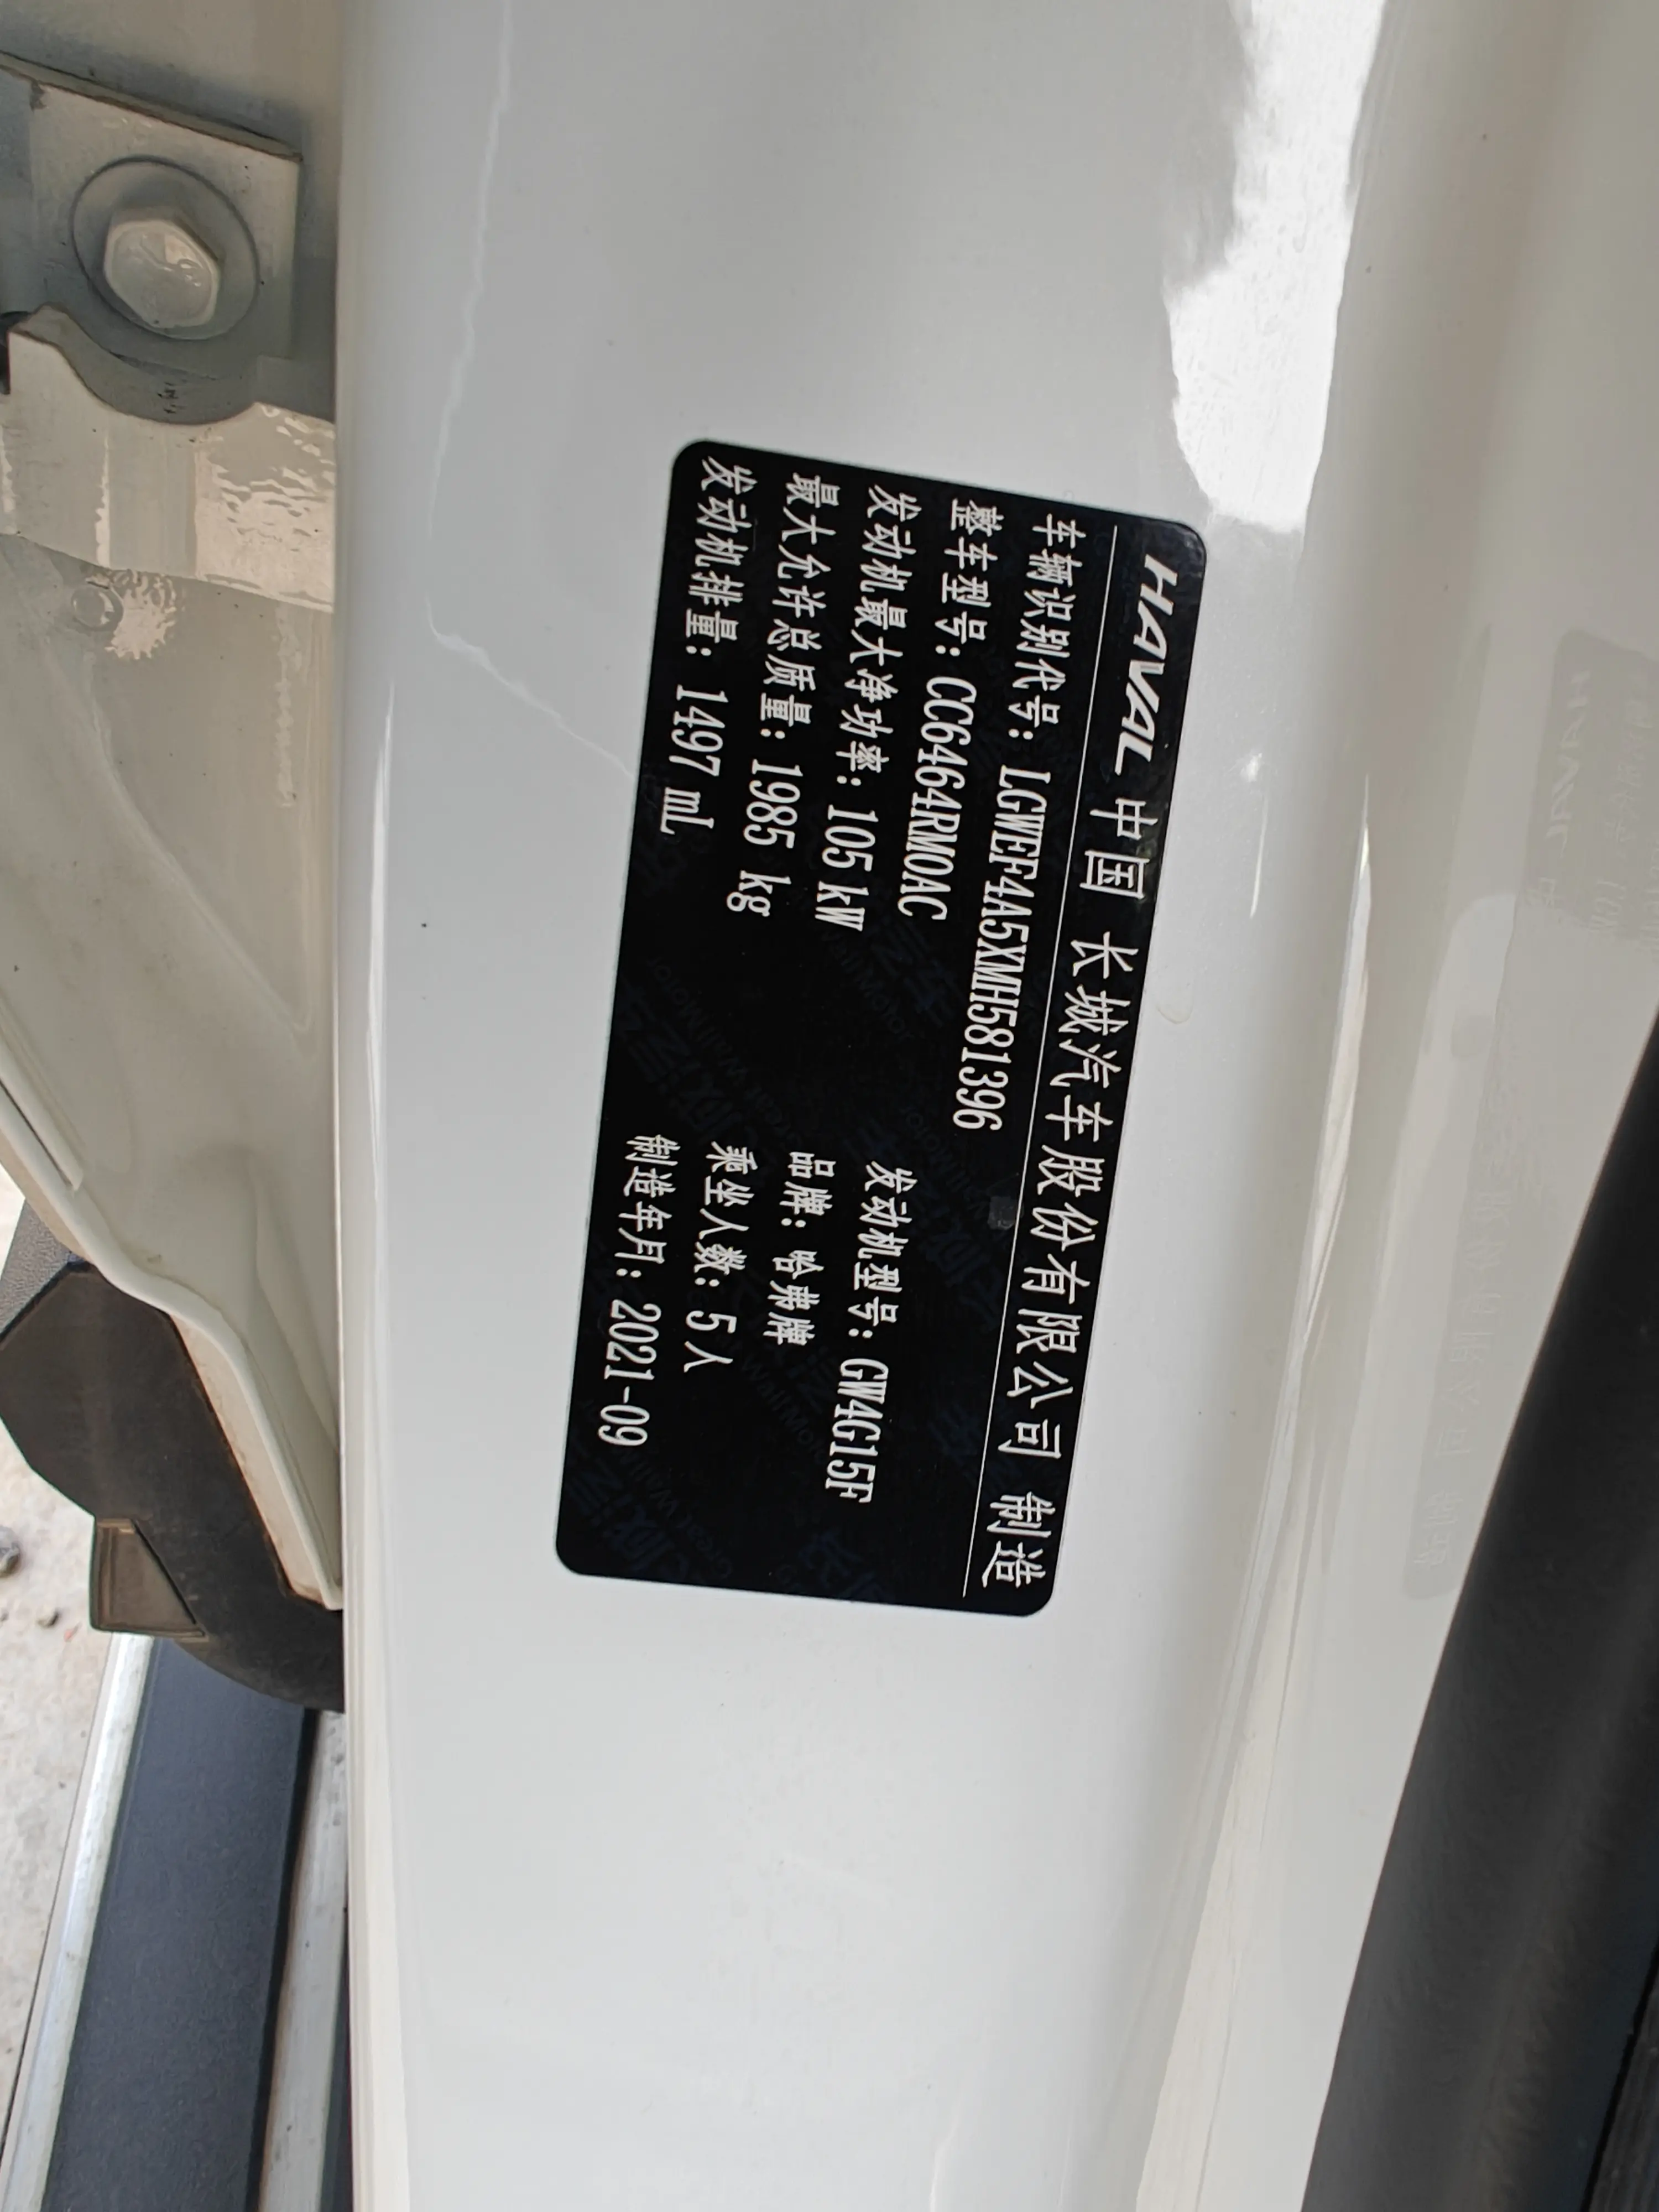 HAVAL 中国 长城汽车股份有限公司 制造
车辆识别代号: LGWEF4A5XMH581396
整车型号: CC6464RM0AC
发动机最大净功率: 105 kW 发动机型号: GW4G15F
最大允许总质量: 1985 kg 品牌: 哈弗牌
发动机排量: 1497 mL 乘坐人数: 5 人
制造年月: 2021-09